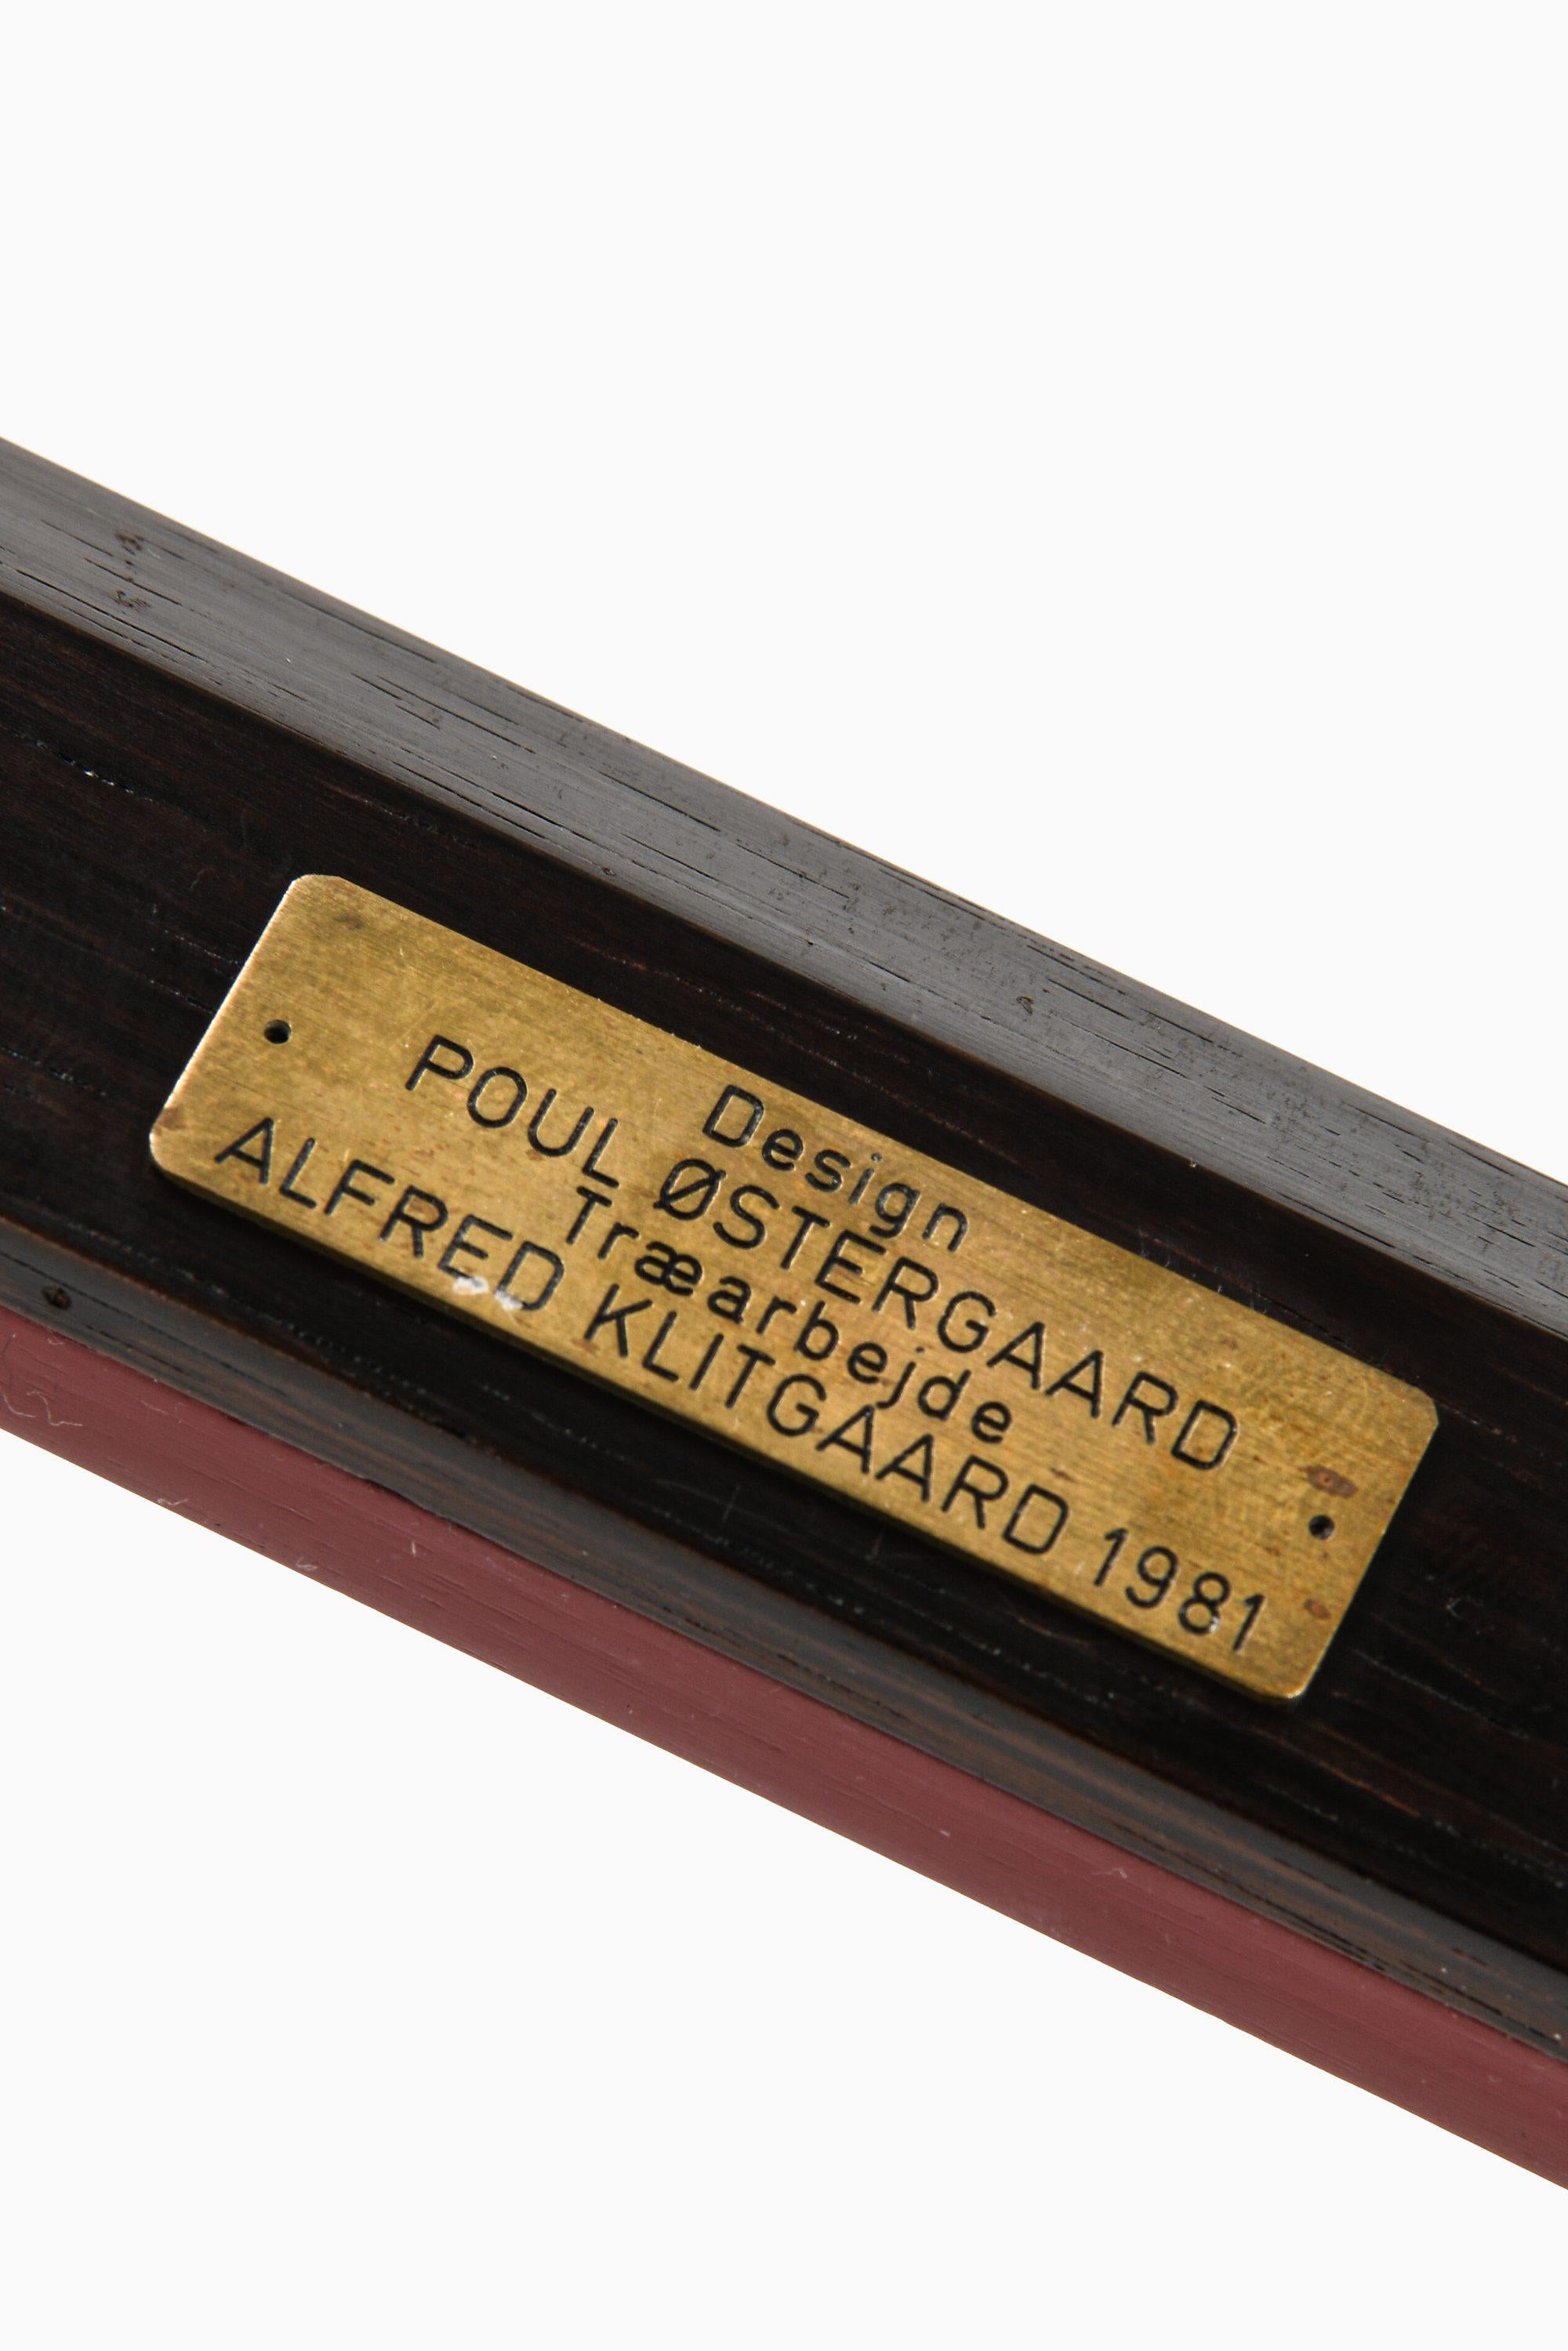 Design
POUL ØSTERGAARD
Træarbejde
ALFRED KLITGAARD 1981